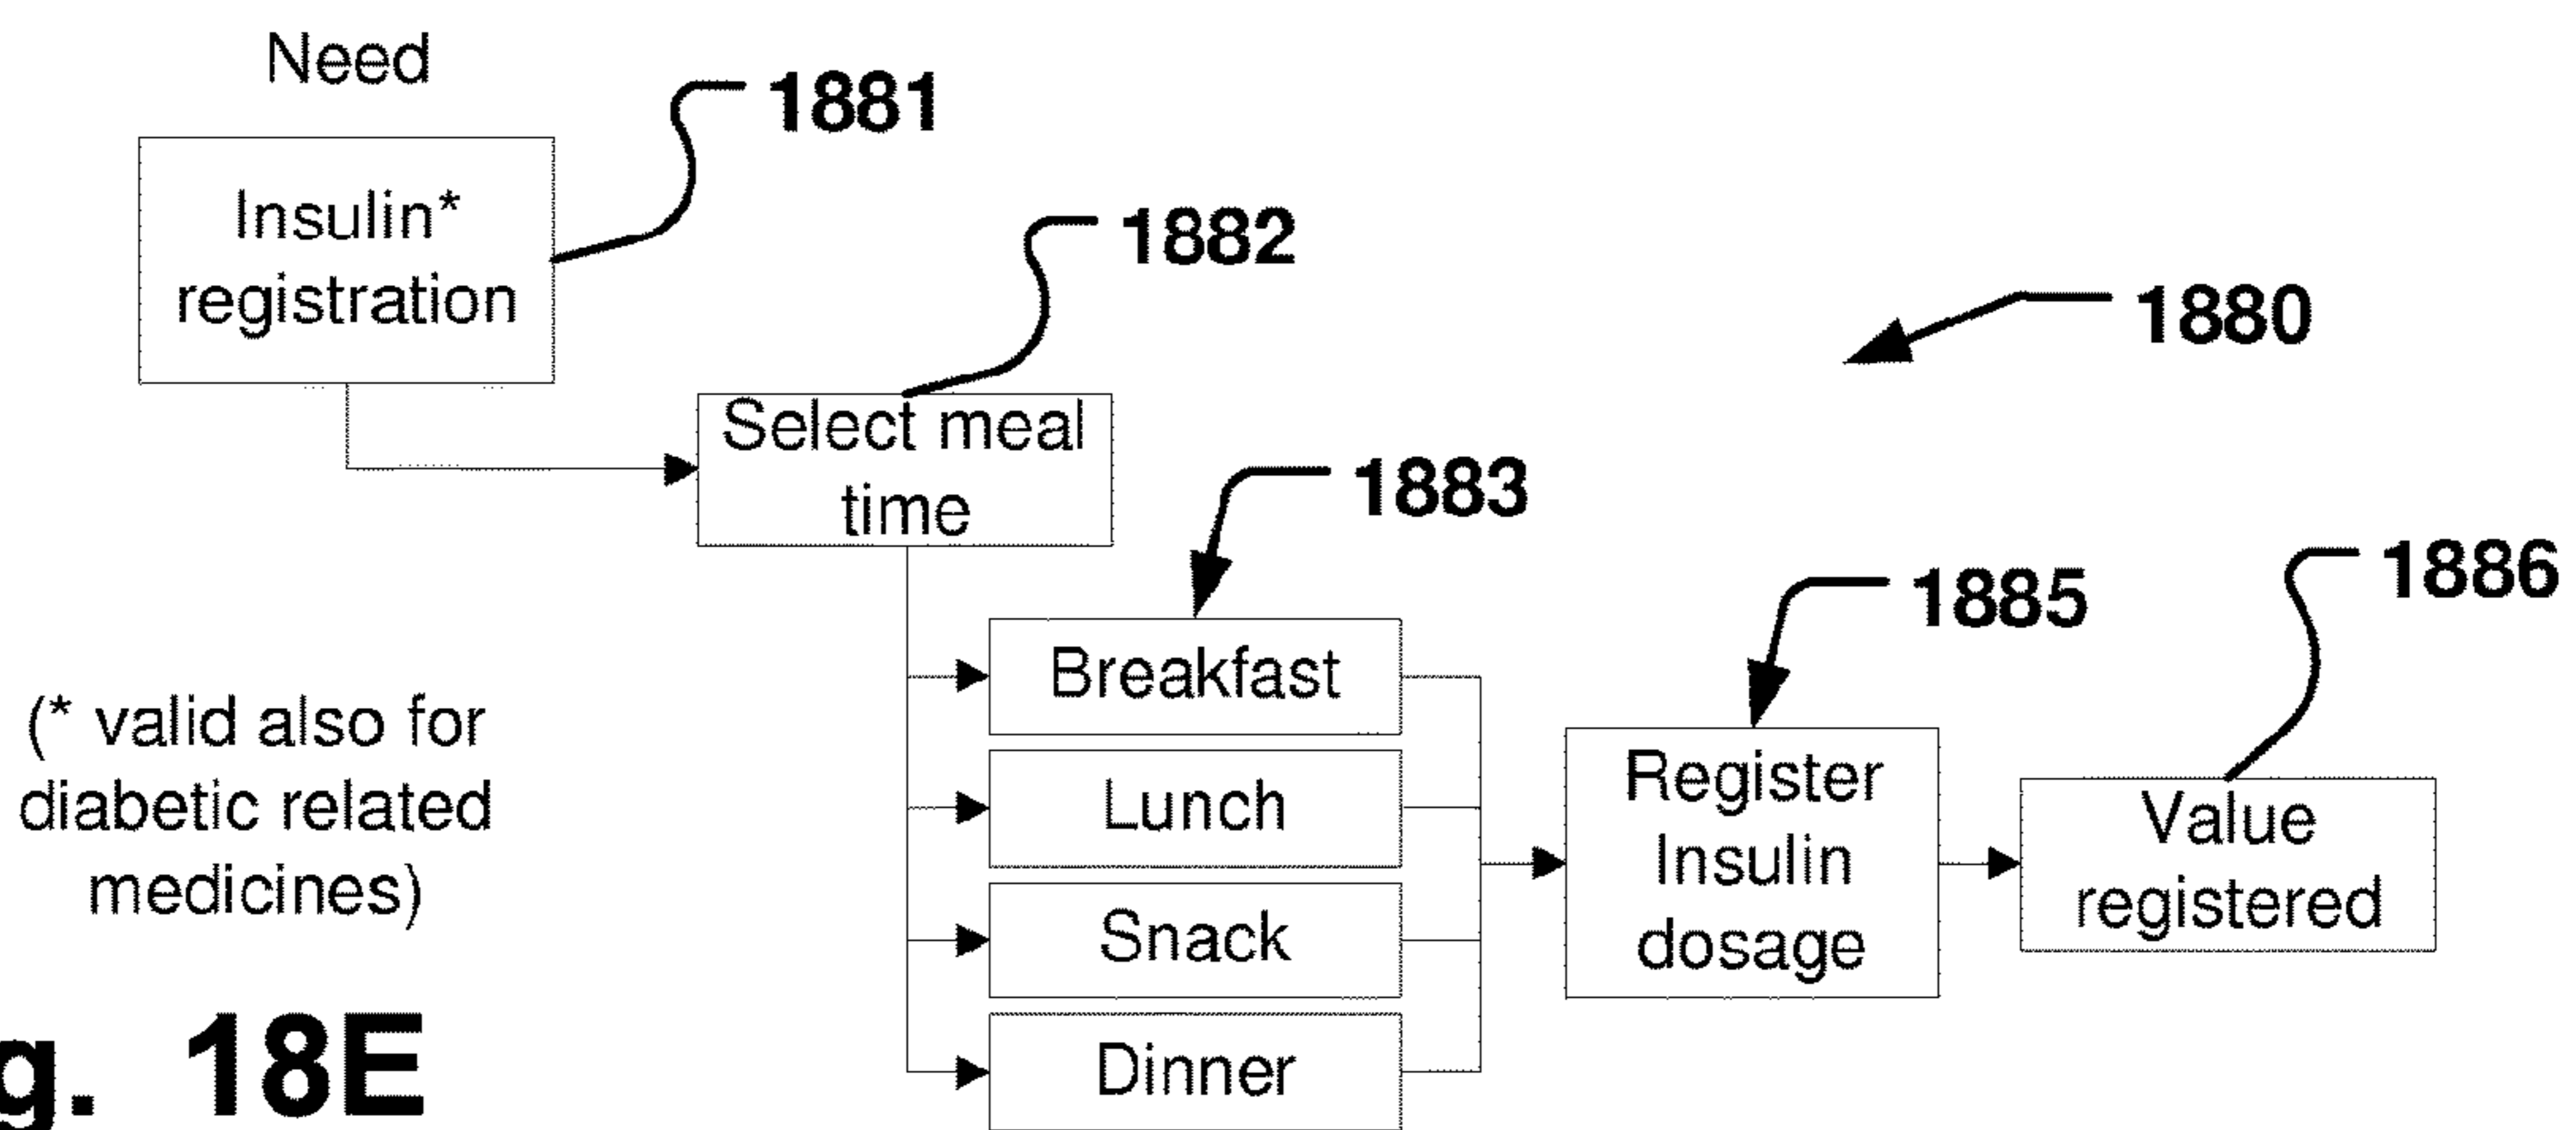 Need
1881
Insulin*
registration
1882
1880
Select meal
time
1883
1885
1886
Breakfast
Lunch
Snack
Dinner
Register
Insulin
dosage
Value
registered
(* valid also for
diabetic related
medicines)
g. 18E